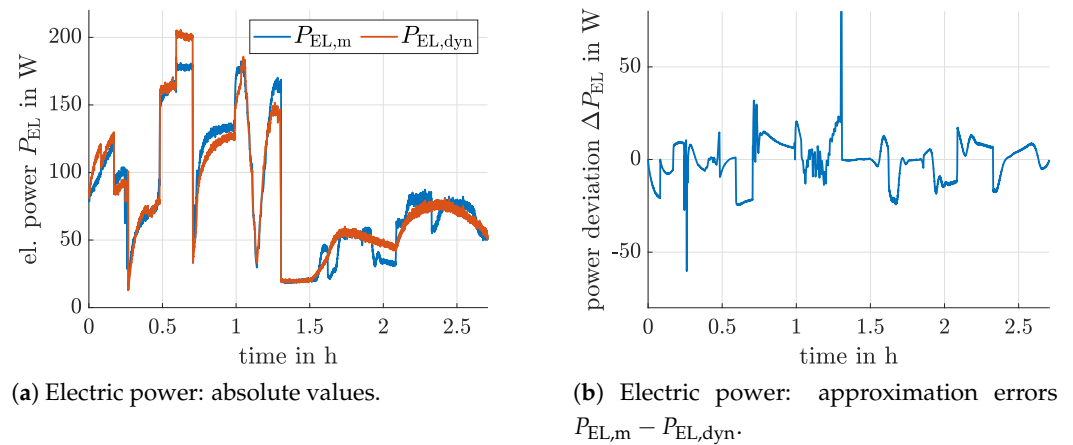 200
150
100
50
0
el. power P_EL in W
P_EL,m P_EL,dyn
0 0.5 1 1.5 2 2.5
time in h
(a) Electric power: absolute values.
50
0
-50
power deviation ΔP_EL in W
0 0.5 1 1.5 2 2.5
time in h
(b) Electric power: approximation errors
P_EL,m − P_EL,dyn.